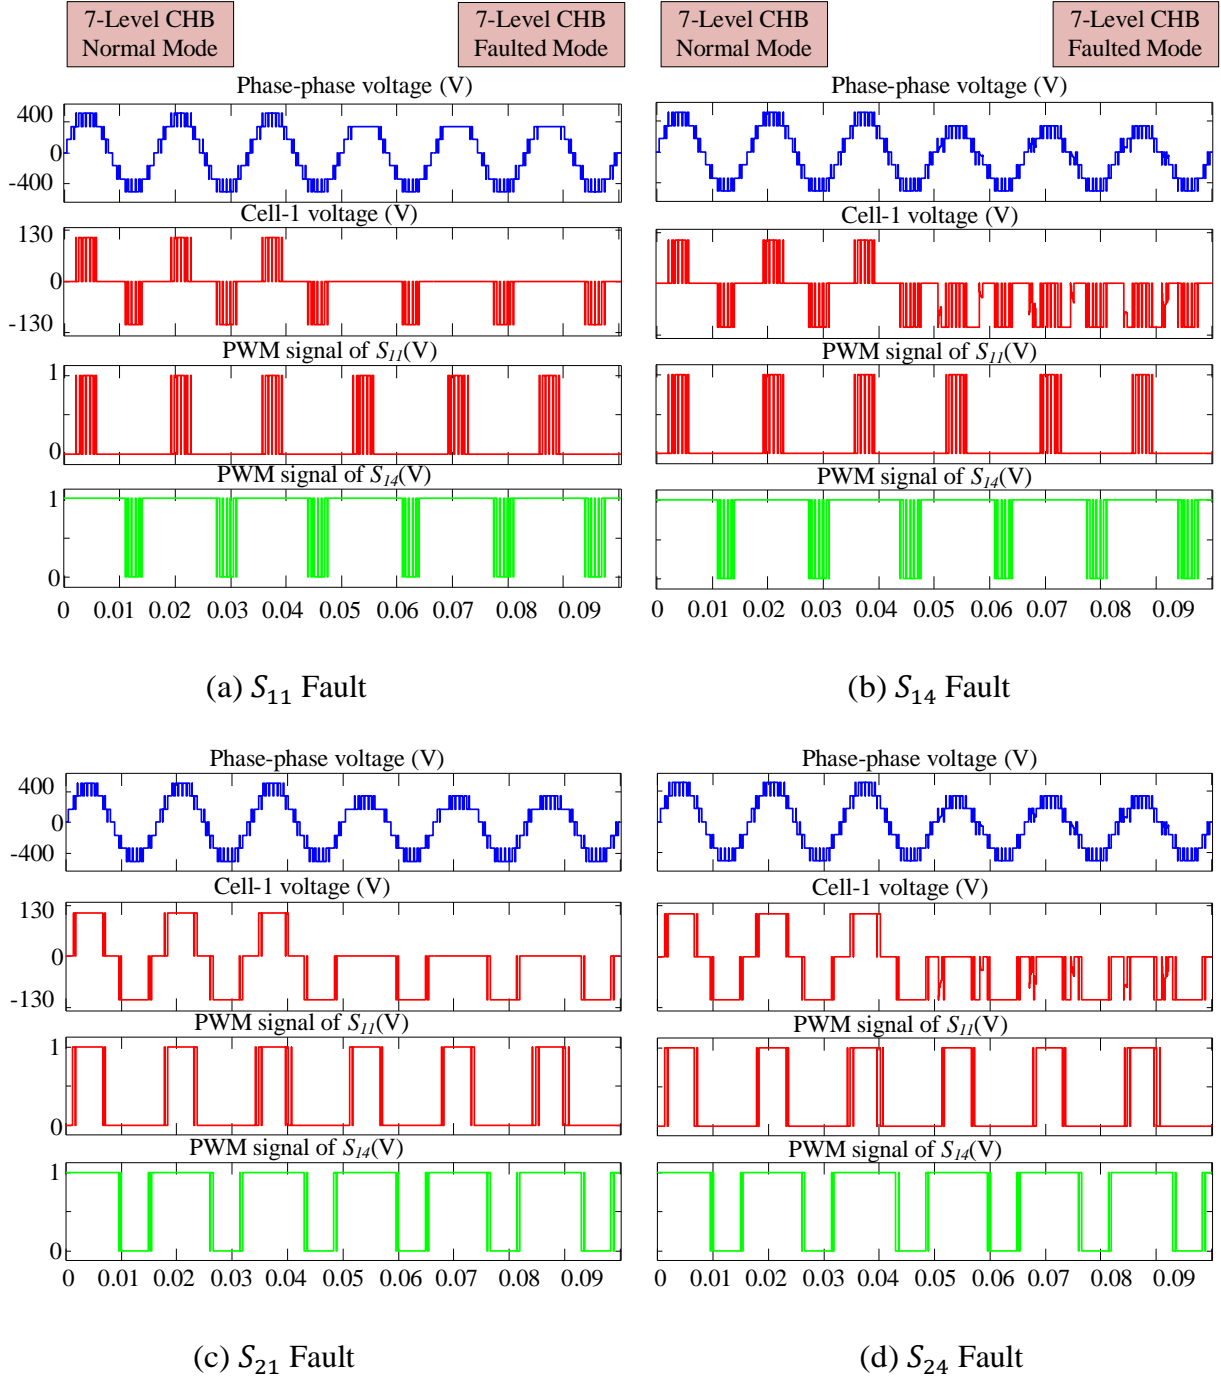 7-Level CHB
Normal Mode
7-Level CHB
Faulted Mode
Phase-phase voltage (V)
400
0
-400
Cell-1 voltage (V)
130
0
-130
PWM signal of S11(V)
1
0
PWM signal of S14(V)
1
0
0 0.01 0.02 0.03 0.04 0.05 0.06 0.07 0.08 0.09
(a) S11 Fault
7-Level CHB
Normal Mode
7-Level CHB
Faulted Mode
Phase-phase voltage (V)
Cell-1 voltage (V)
PWM signal of S11(V)
PWM signal of S14(V)
0 0.01 0.02 0.03 0.04 0.05 0.06 0.07 0.08 0.09
(b) S14 Fault
Phase-phase voltage (V)
400
0
-400
Cell-1 voltage (V)
130
0
-130
PWM signal of S11(V)
1
0
PWM signal of S14(V)
1
0
0 0.01 0.02 0.03 0.04 0.05 0.06 0.07 0.08 0.09
(c) S21 Fault
Phase-phase voltage (V)
Cell-1 voltage (V)
PWM signal of S11(V)
PWM signal of S14(V)
0 0.01 0.02 0.03 0.04 0.05 0.06 0.07 0.08 0.09
(d) S24 Fault